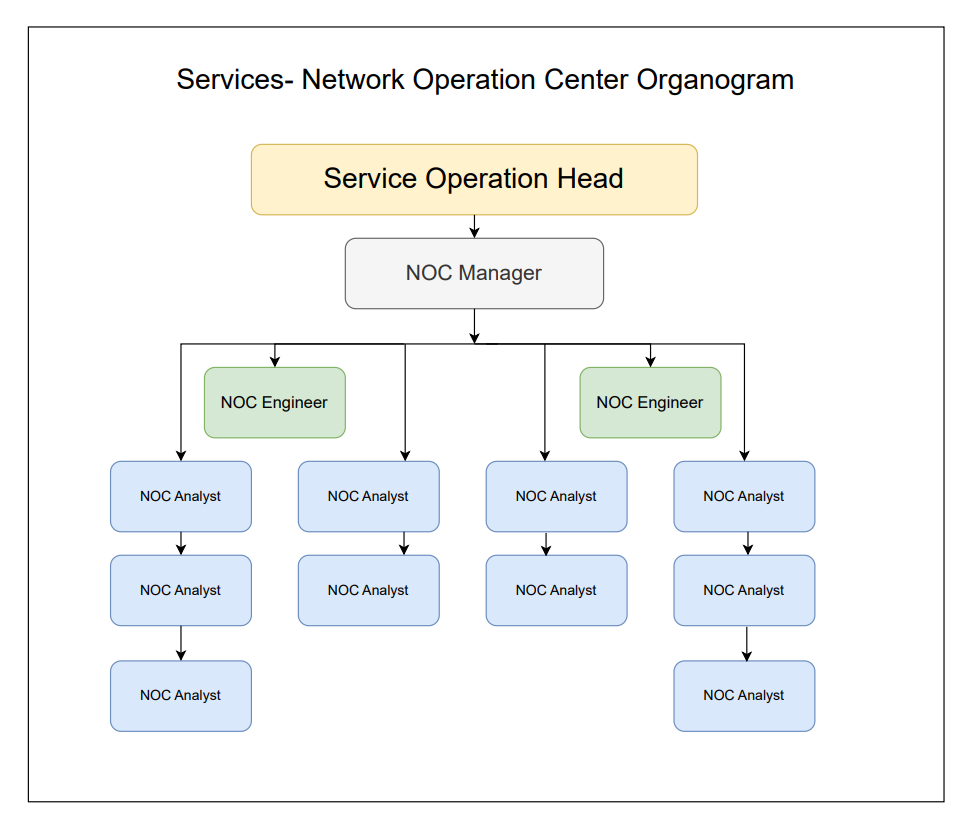 Services- Network Operation Center Organogram
Service Operation Head
NOC Manager
NOC Engineer
NOC Engineer
NOC Analyst
NOC Analyst
NOC Analyst
NOC Analyst
NOC Analyst
NOC Analyst
NOC Analyst
NOC Analyst
NOC Analyst
NOC Analyst